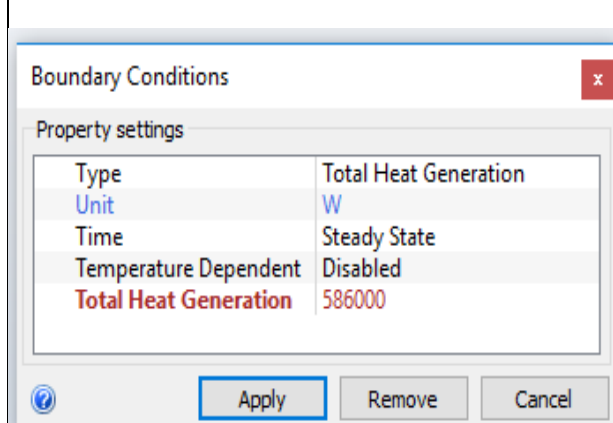 Boundary Conditions
x
Property settings
Type Total Heat Generation
Unit W
Time Steady State
Temperature Dependent Disabled
Total Heat Generation 586000
? Apply Remove Cancel